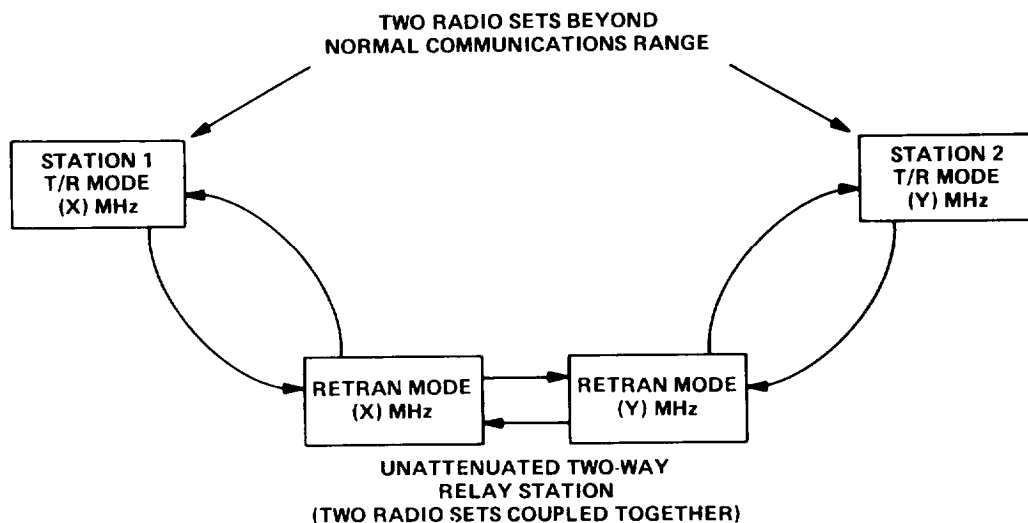 TWO RADIO SETS BEYOND
NORMAL COMMUNICATIONS RANGE
STATION 1
T/R MODE
(X) MHz
STATION 2
T/R MODE
(Y) MHz
RETRAN MODE
(X) MHz
RETRAN MODE
(Y) MHz
UNATTENUATED TWO-WAY
RELAY STATION
(TWO RADIO SETS COUPLED TOGETHER)